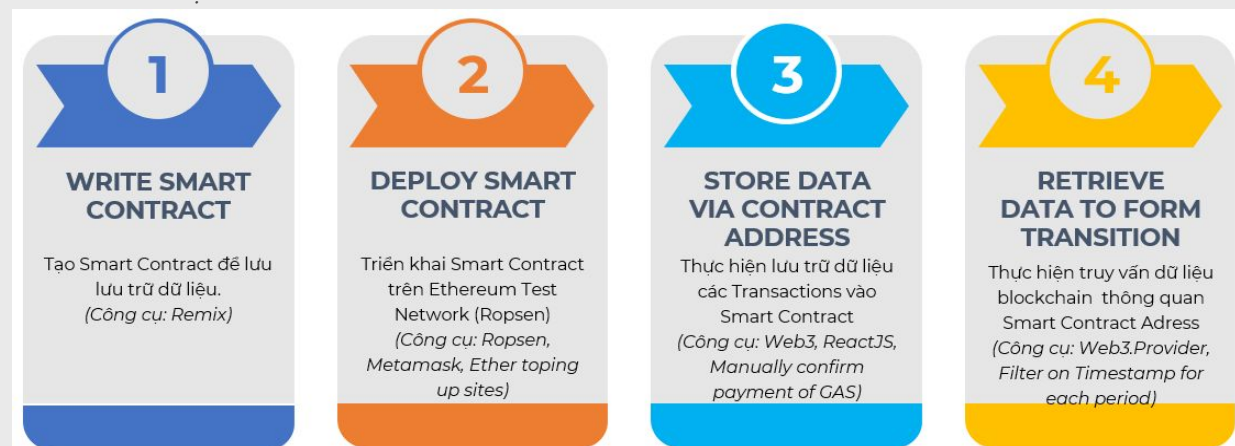 1
WRITE SMART
CONTRACT
Tạo Smart Contract để lưu
lưu trữ dữ liệu.
(Công cụ: Remix)
2
DEPLOY SMART
CONTRACT
Triển khai Smart Contract
trên Ethereum Test
Network (Ropsen)
(Công cụ: Ropsen,
Metamask, Ether toping
up sites)
3
STORE DATA
VIA CONTRACT
ADDRESS
Thực hiện lưu trữ dữ liệu
các Transactions vào
Smart Contract
(Công cụ: Web3, ReactJS,
Manually confirm
payment of GAS)
4
RETRIEVE
DATA TO FORM
TRANSITION
Thực hiện truy vấn dữ liệu
blockchain thông quan
Smart Contract Adress
(Công cụ: Web3.Provider,
Filter on Timestamp for
each period)